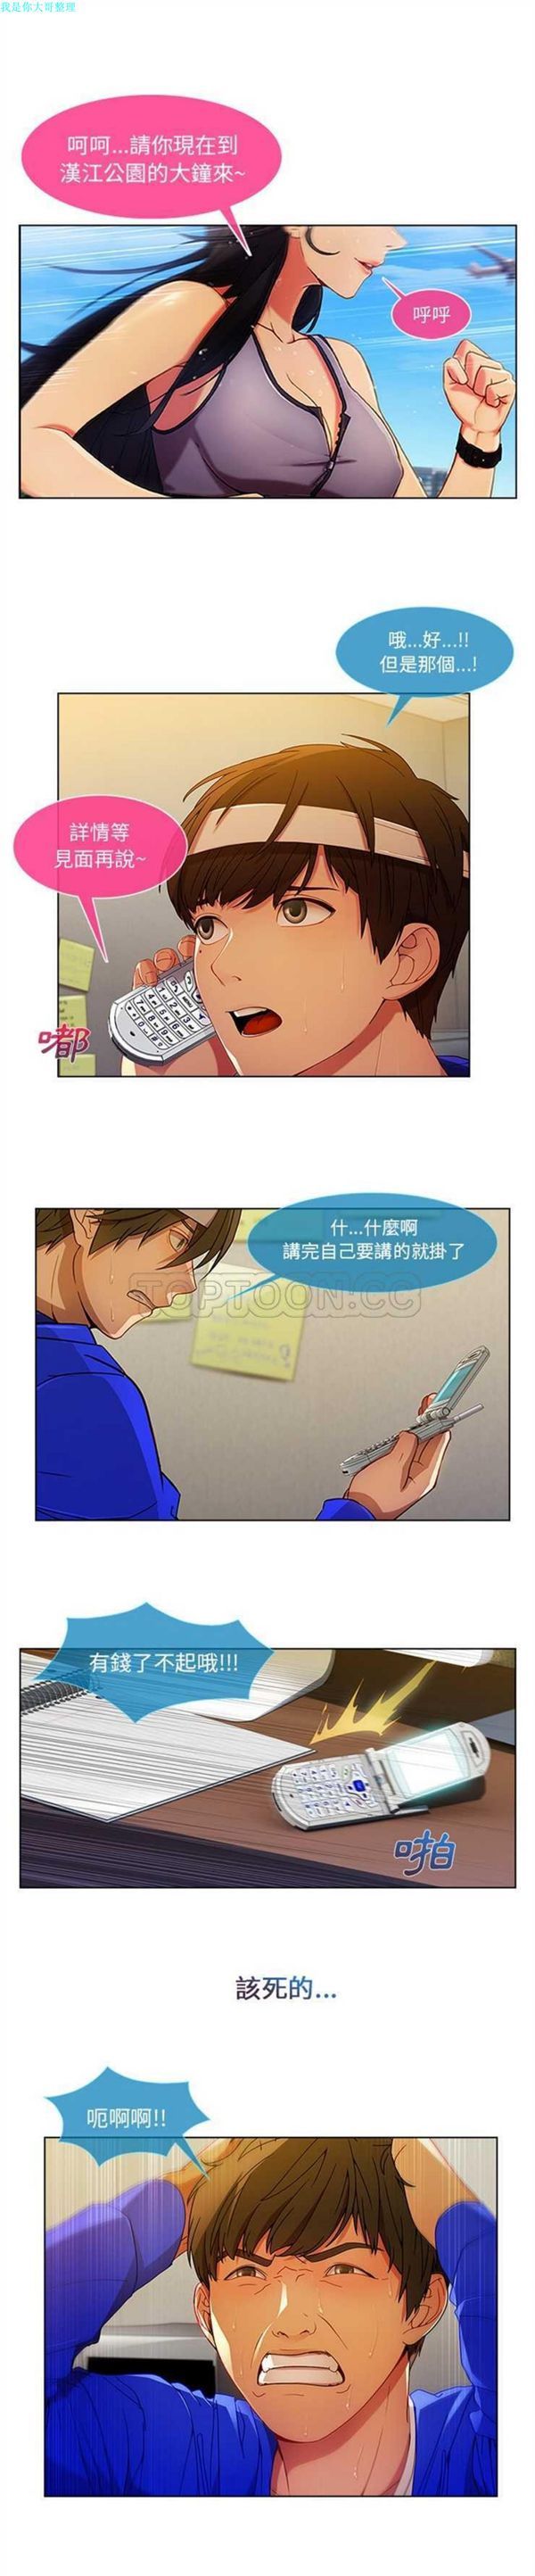 我是你大哥整理
呵呵...請你現在到
漢江公園的大鐘來~
呼呼
哦...好...!!
但是那個...!
詳情等
見面再說~
嘟
什...什麼啊
講完自己要講的就掛了
TOPTOON.CC
有錢了不起哦!!!
啪
該死的...
呃啊啊!!